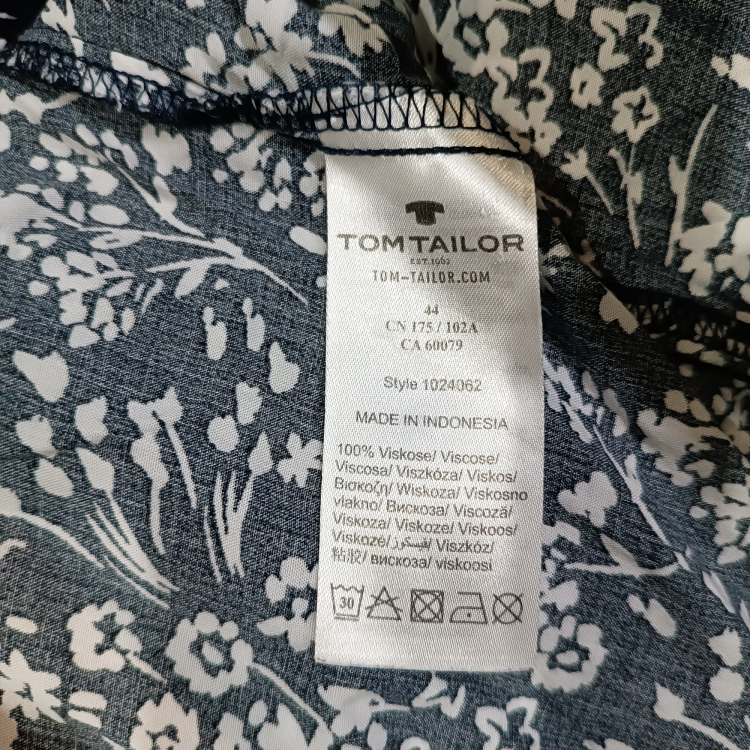 TOM TAILOR
EST.1962
TOM-TAILOR.COM
44
CN 175 / 102A
CA 60079
Style 1024062
MADE IN INDONESIA
100% Viskose/ Viscose/
Viscosa/ Viszkóza/ Viskos/
Βισκοζη/ Wiskoza/ Viskosno
vlakno/ Вискоза/ Viscoză/
Viskoza/ Viskoze/ Viskoos/
Viskozė/ فيسكوز/ Viszkóz/
粘胶/ вискоза/ viskoosi
30